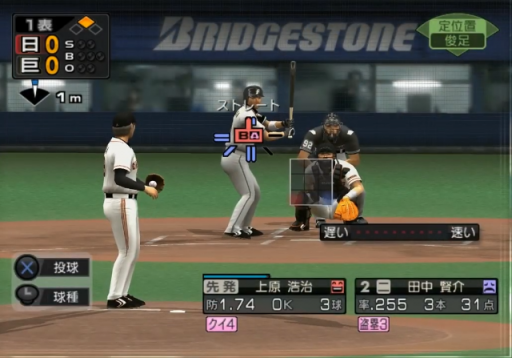 1表
日 0 S
B
巨 0 O
1m
BRIDGESTONE
定位置
俊足
ストレート
92
遅い 速い
投球
球種
先発 上原 浩治
防1.74 0K 3球
クイ4
2 二 田中 賢介
率.255 3本 31点
盗塁3